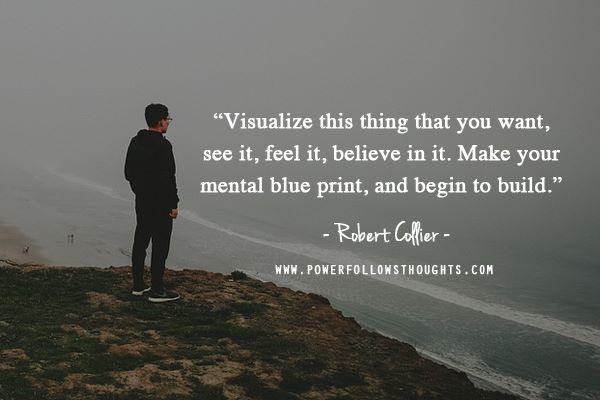 “Visualize this thing that you want,
see it, feel it, believe in it. Make your
mental blue print, and begin to build.”
- Robert Collier -
WWW.POWERFOLLOWSTHOUGHTS.COM